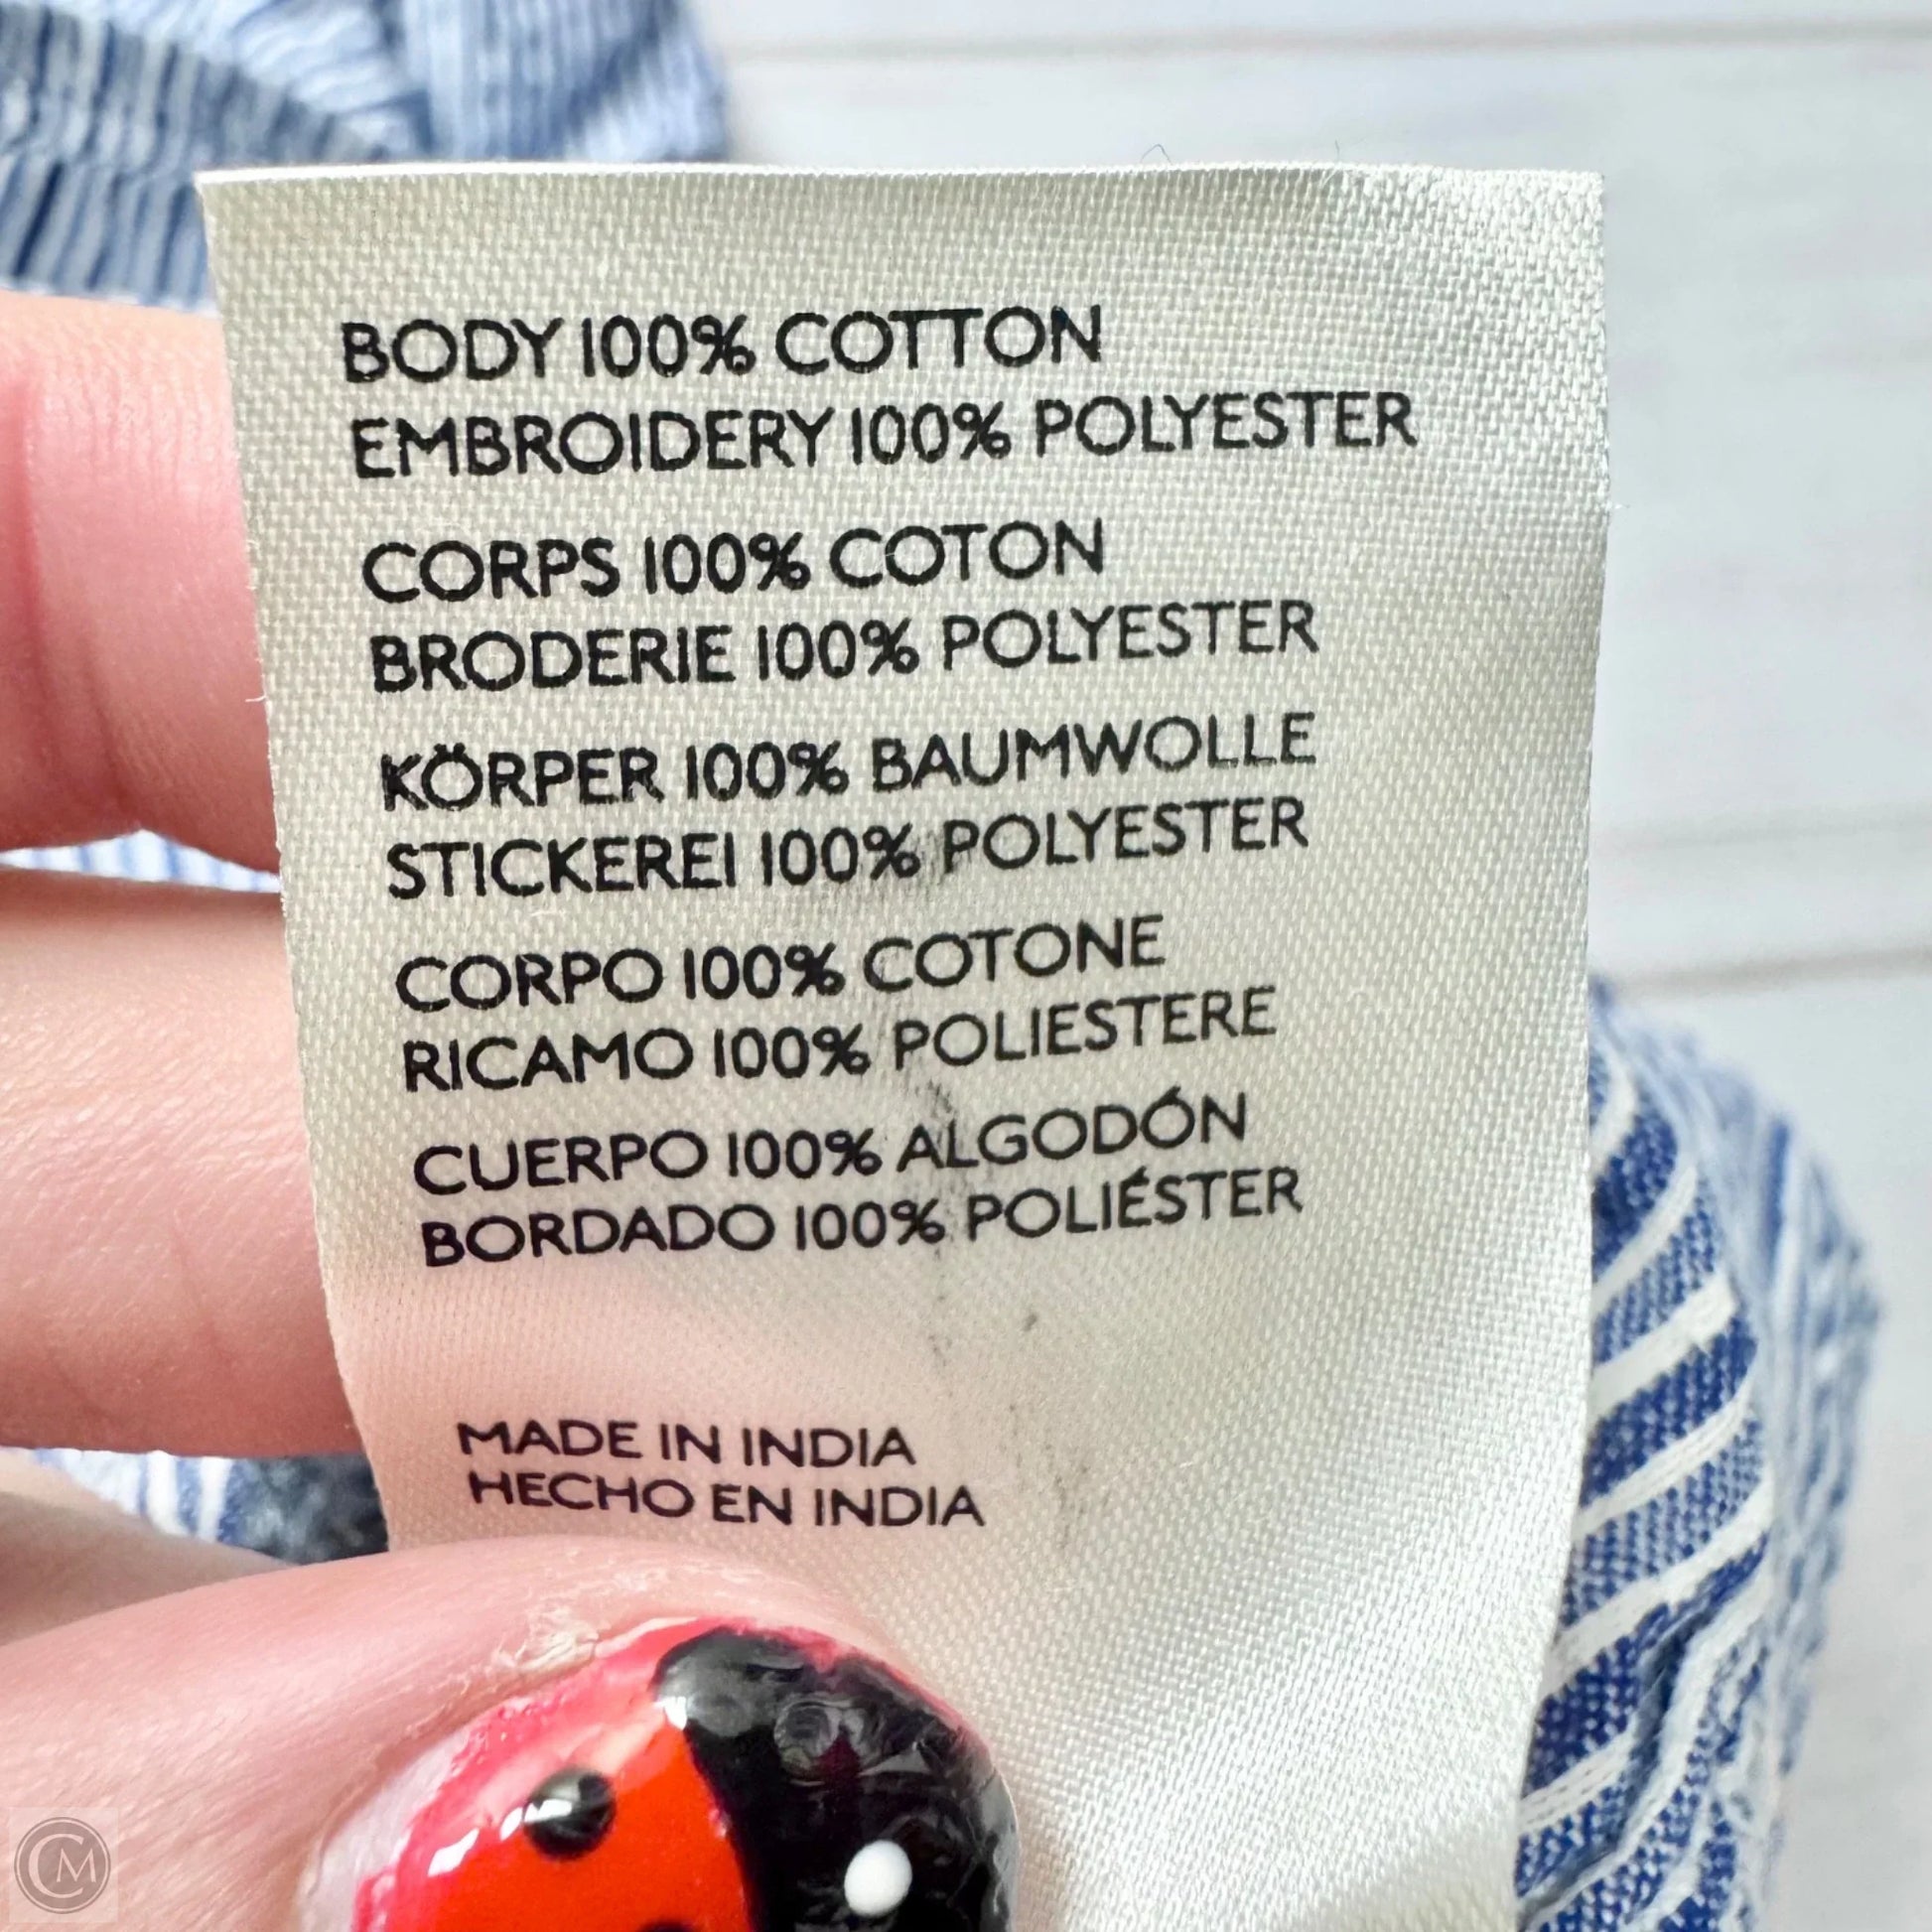 BODY 100% COTTON
EMBROIDERY 100% POLYESTER
CORPS 100% COTON
BRODERIE 100% POLYESTER
KÖRPER 100% BAUMWOLLE
STICKEREI 100% POLYESTER
CORPO 100% COTONE
RICAMO 100% POLIESTERE
CUERPO 100% ALGODÓN
BORDADO 100% POLIÉSTER
MADE IN INDIA
HECHO EN INDIA
CM